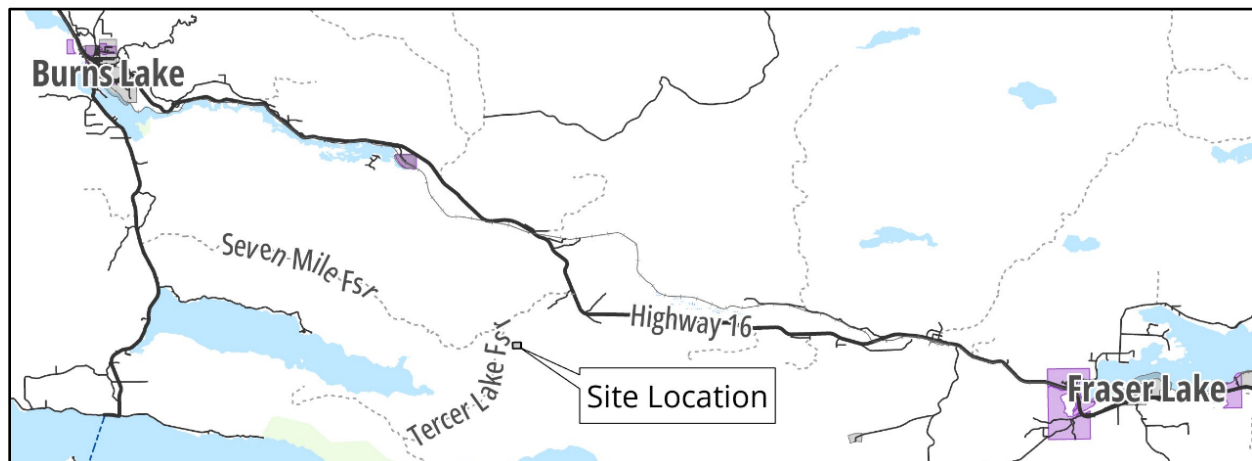 Burns Lake
Seven Mile Fsr
Highway 16
Tercer Lake Fsr
Site Location
Fraser Lake